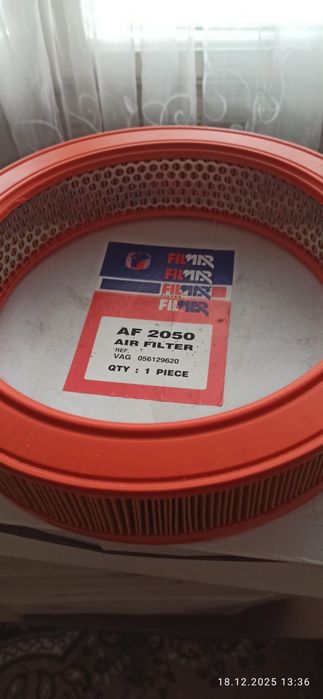 FILMAR
FILMAR
FILMAR
FILMAR
AF 2050
AIR FILTER
REF.
VAG 056129620
QTY : 1 PIECE
18.12.2025 13:36